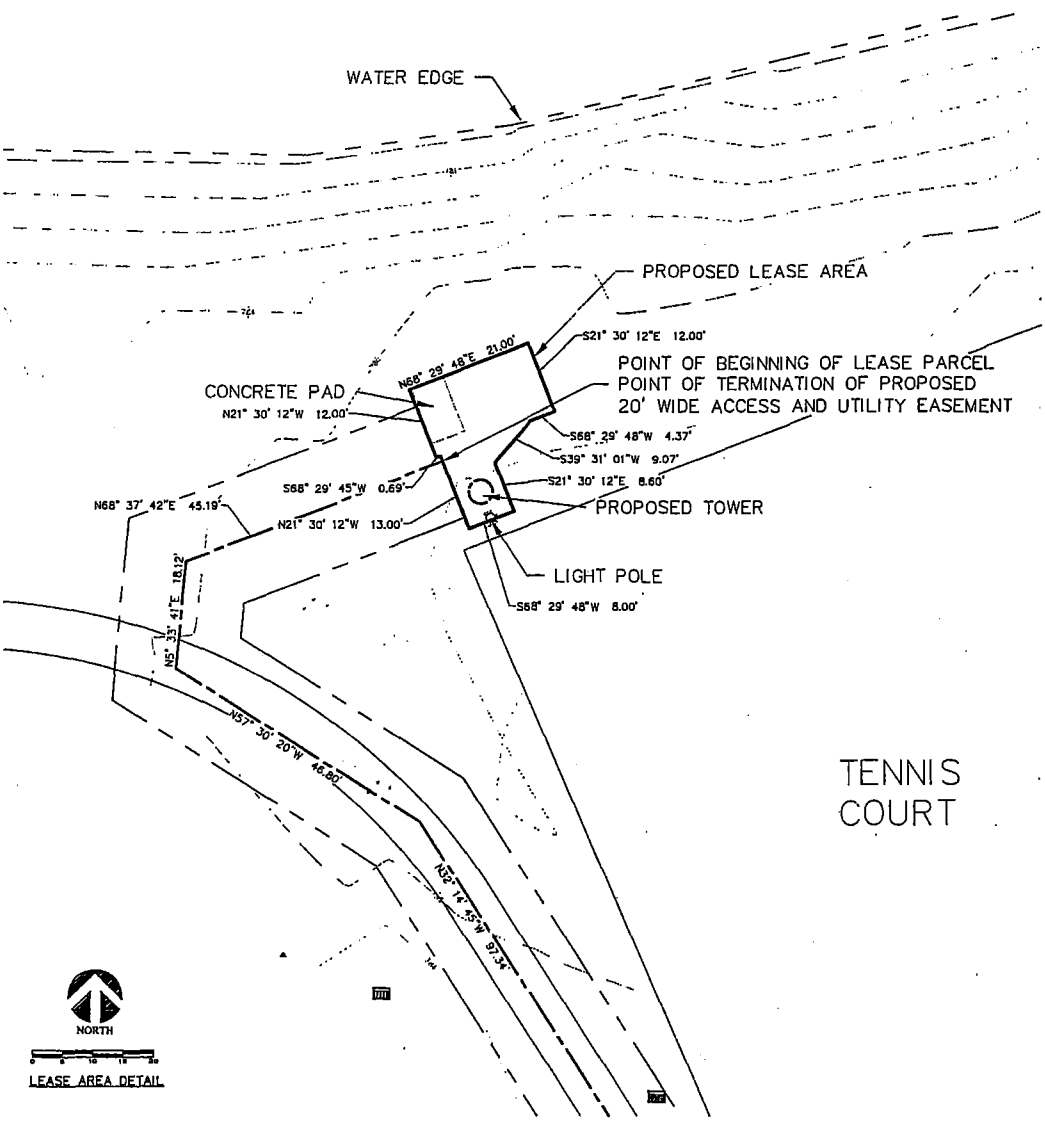 WATER EDGE
PROPOSED LEASE AREA
S21° 30' 12"E 12.00'
N68° 29' 48"E 21.00'
POINT OF BEGINNING OF LEASE PARCEL
POINT OF TERMINATION OF PROPOSED
20' WIDE ACCESS AND UTILITY EASEMENT
CONCRETE PAD
N21° 30' 12"W 12.00'
S68° 29' 48"W 4.37'
S39° 31' 01"W 9.07'
S68° 29' 45"W 0.69'
S21° 30' 12"E 8.60'
N68° 37' 42"E 45.19'
PROPOSED TOWER
N21° 30' 12"W 13.00'
LIGHT POLE
N5° 33' 41"E 18.12'
S68° 29' 48"W 8.00'
N57° 30' 20"W 46.80'
TENNIS
COURT
N32° 14' 45"W 97.34'
NORTH
0 5 10 15 20
LEASE AREA DETAIL